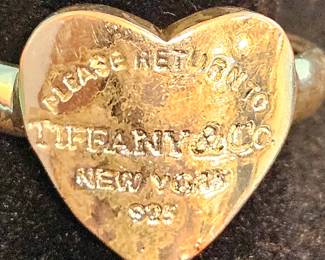 PLEASE RETURN TO
TIFFANY & Co.
NEW YORK
925